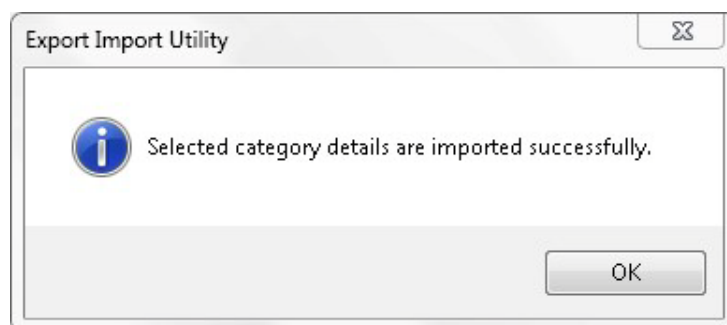 Export Import Utility
Selected category details are imported successfully.
OK